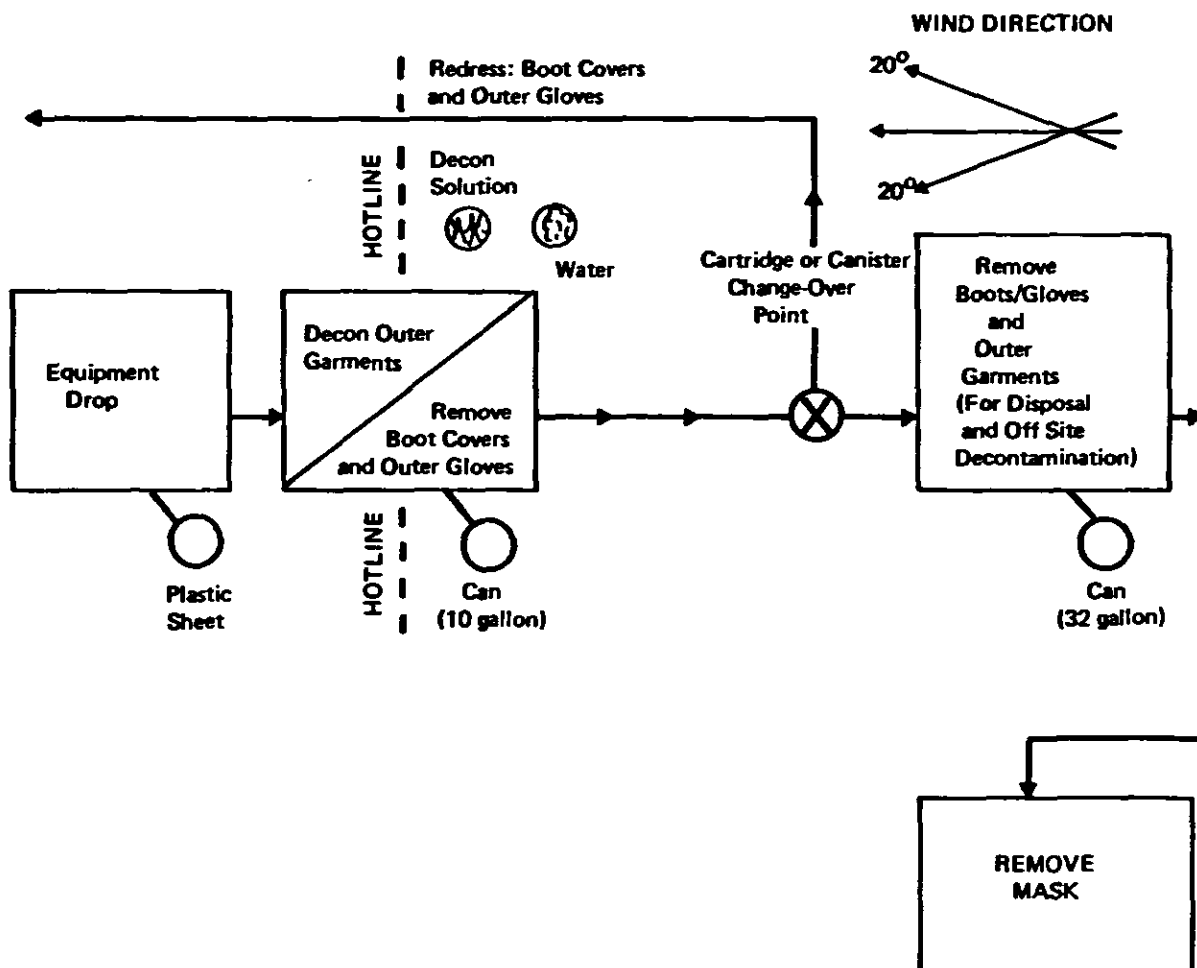 WIND DIRECTION
20°
20°
Redress: Boot Covers
and Outer Gloves
HOTLINE
Decon
Solution
Water
Cartridge or Canister
Change-Over
Point
Equipment
Drop
Decon Outer
Garments
Remove
Boot Covers
and Outer Gloves
X
Remove
Boots/Gloves
and
Outer
Garments
(For Disposal
and Off Site
Decontamination)
HOTLINE
Plastic
Sheet
Can
(10 gallon)
Can
(32 gallon)
REMOVE
MASK